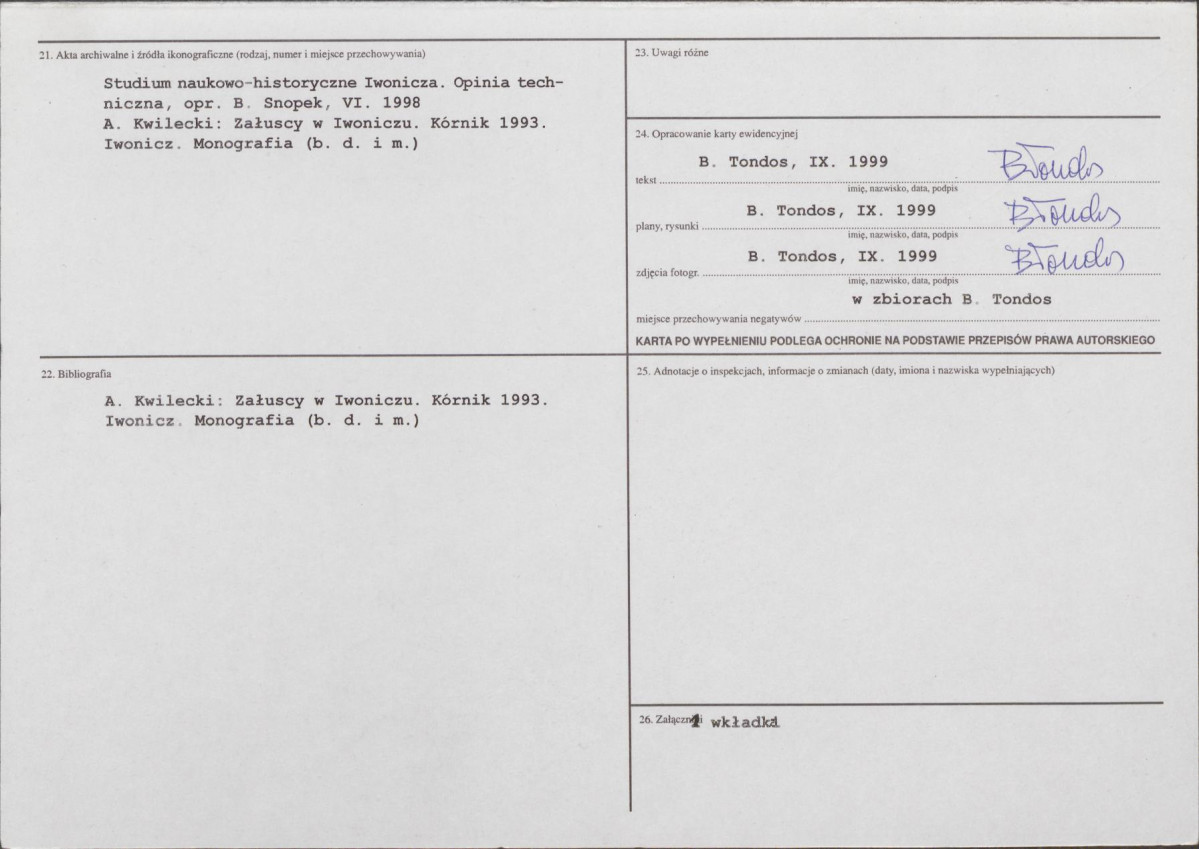 21. Akta archiwalne i źródła ikonograficzne (rodzaj, numer i miejsce przechowywania)
Studium naukowo-historyczne Iwonicza. Opinia tech-
niczna, opr. B. Snopek, VI. 1998
A. Kwilecki: Załuscy w Iwoniczu. Kórnik 1993.
Iwonicz. Monografia (b. d. i m.)
22. Bibliografia
A. Kwilecki: Załuscy w Iwoniczu. Kórnik 1993.
Iwonicz. Monografia (b. d. i m.)
23. Uwagi różne
24. Opracowanie karty ewidencyjnej
B. Tondos, IX. 1999 BTondos
tekst
imię, nazwisko, data, podpis
B. Tondos, IX. 1999 BTondos
plany, rysunki
imię, nazwisko, data, podpis
B. Tondos, IX. 1999 BTondos
zdjęcia fotogr.
imię, nazwisko, data, podpis
w zbiorach B. Tondos
miejsce przechowywania negatywów
KARTA PO WYPEŁNIENIU PODLEGA OCHRONIE NA PODSTAWIE PRZEPISÓW PRAWA AUTORSKIEGO
25. Adnotacje o inspekcjach, informacje o zmianach (daty, imiona i nazwiska wypełniających)
26. Załączniki 1 wkładka